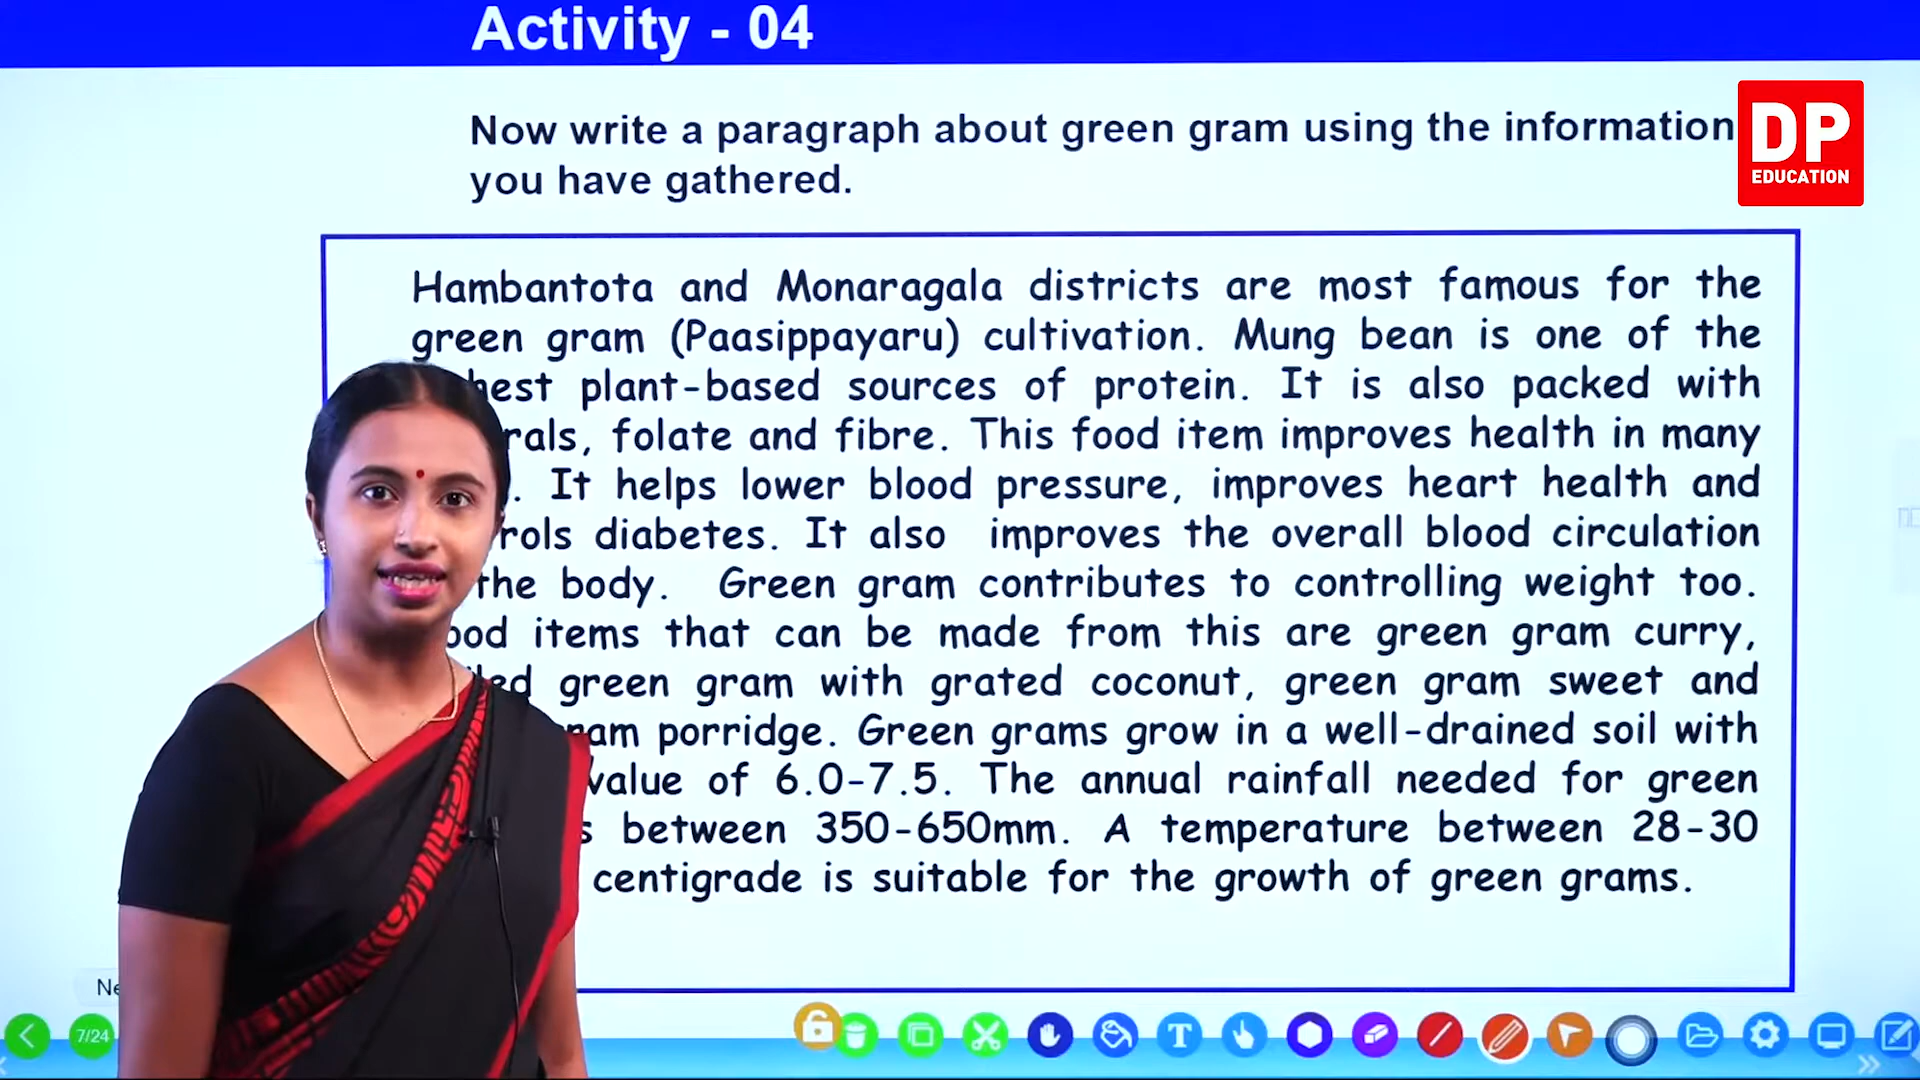 Activity - 04
Now write a paragraph about green gram using the information
you have gathered.
DP
EDUCATION
Hambantota and Monaragala districts are most famous for the
green gram (Paasippayaru) cultivation. Mung bean is one of the
plant-based sources of protein. It is also packed with
folate and fibre. This food item improves health in many
It helps lower blood pressure, improves heart health and
diabetes. It also improves the overall blood circulation
the body. Green gram contributes to controlling weight too.
items that can be made from this are green gram curry,
green gram with grated coconut, green gram sweet and
porridge. Green grams grow in a well-drained soil with
value of 6.0-7.5. The annual rainfall needed for green
between 350-650mm. A temperature between 28-30
centigrade is suitable for the growth of green grams.
7/24